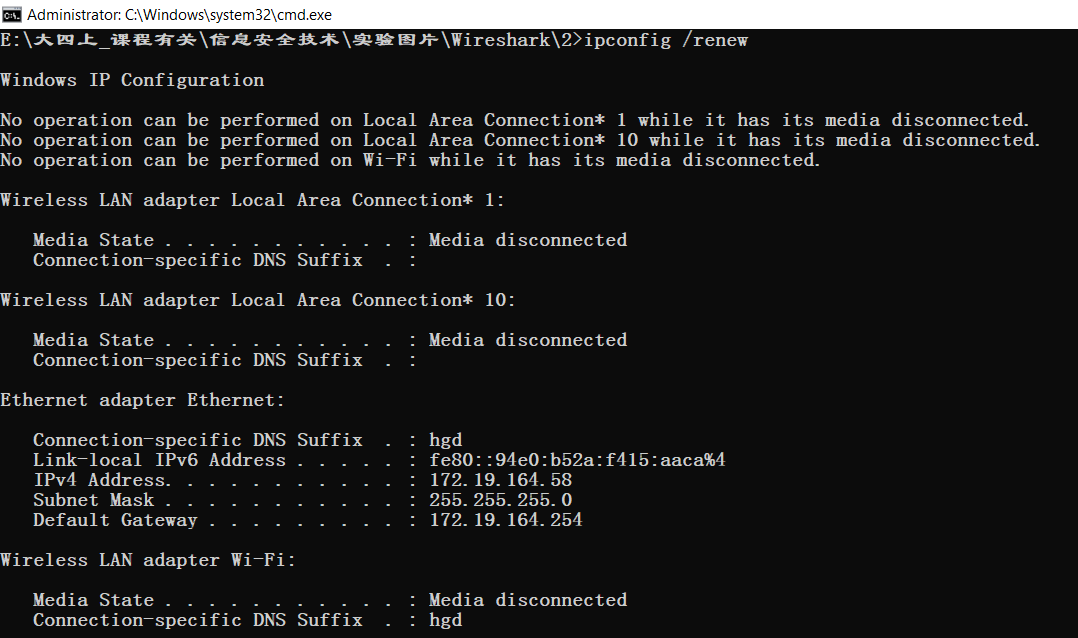 Administrator: C:\Windows\system32\cmd.exe
E:\大四上_课程有关\信息安全技术\实验图片\Wireshark\2>ipconfig /renew
Windows IP Configuration
No operation can be performed on Local Area Connection* 1 while it has its media disconnected.
No operation can be performed on Local Area Connection* 10 while it has its media disconnected.
No operation can be performed on Wi-Fi while it has its media disconnected.
Wireless LAN adapter Local Area Connection* 1:
Media State . . . . . . . . . . . : Media disconnected
Connection-specific DNS Suffix  . :
Wireless LAN adapter Local Area Connection* 10:
Media State . . . . . . . . . . . : Media disconnected
Connection-specific DNS Suffix  . :
Ethernet adapter Ethernet:
Connection-specific DNS Suffix  . : hgd
Link-local IPv6 Address . . . . . : fe80::94e0:b52a:f415:aaca%4
IPv4 Address. . . . . . . . . . . : 172.19.164.58
Subnet Mask . . . . . . . . . . . : 255.255.255.0
Default Gateway . . . . . . . . . : 172.19.164.254
Wireless LAN adapter Wi-Fi:
Media State . . . . . . . . . . . : Media disconnected
Connection-specific DNS Suffix  . : hgd